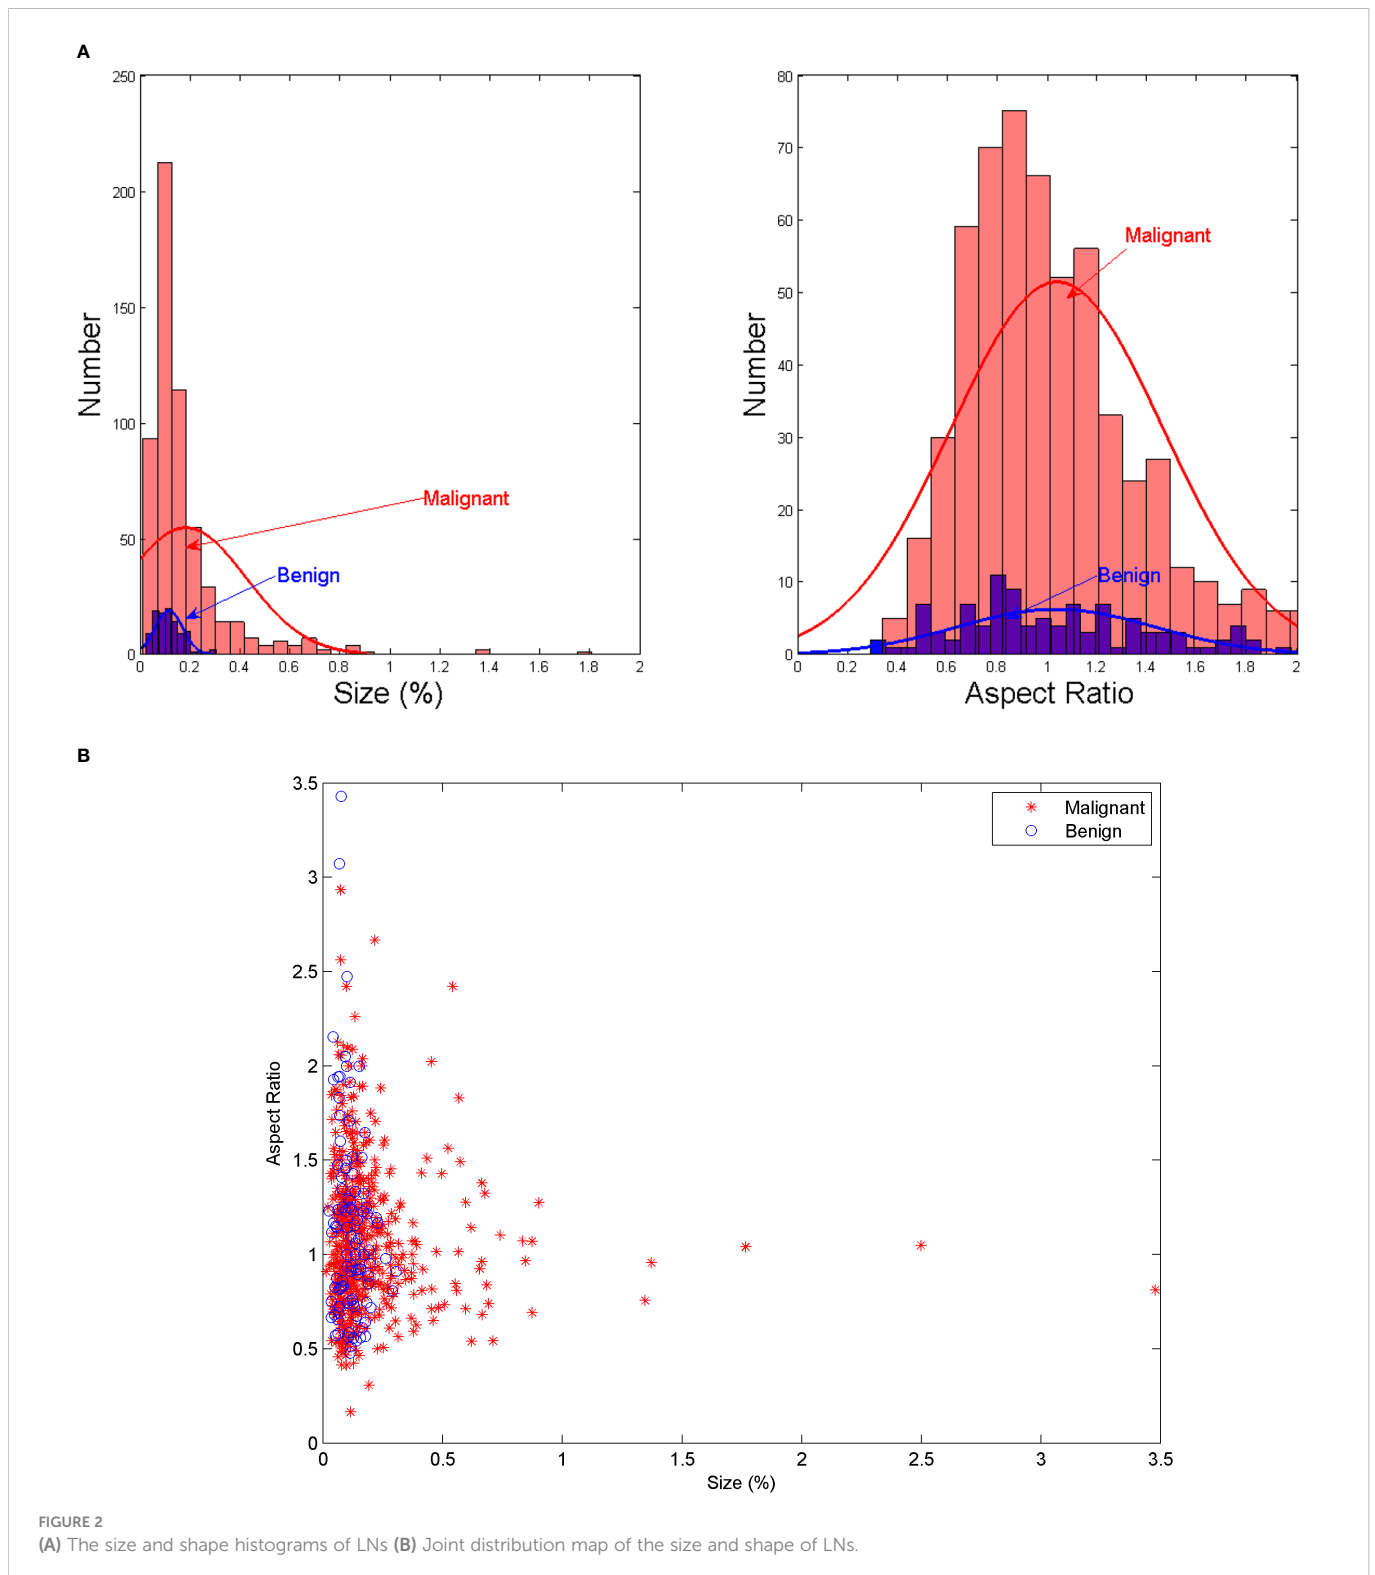 A
250
200
150
100
50
0
Number
Malignant
Benign
0 0.2 0.4 0.6 0.8 1 1.2 1.4 1.6 1.8 2
Size (%)
80
70
60
50
40
30
20
10
0
Number
Malignant
Benign
0 0.2 0.4 0.6 0.8 1 1.2 1.4 1.6 1.8 2
Aspect Ratio
B
3.5
3
2.5
2
1.5
1
0.5
0
Aspect Ratio
Malignant
Benign
0 0.5 1 1.5 2 2.5 3 3.5
Size (%)
FIGURE 2
(A) The size and shape histograms of LNs (B) Joint distribution map of the size and shape of LNs.